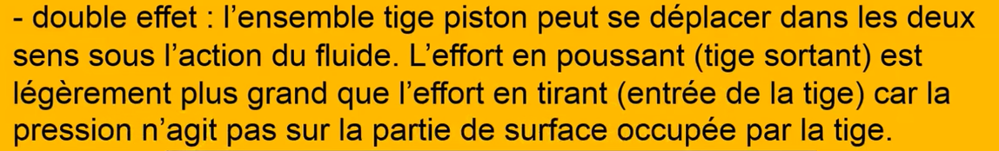 - double effet : l’ensemble tige piston peut se déplacer dans les deux
sens sous l’action du fluide. L’effort en poussant (tige sortant) est
légèrement plus grand que l’effort en tirant (entrée de la tige) car la
pression n’agit pas sur la partie de surface occupée par la tige.